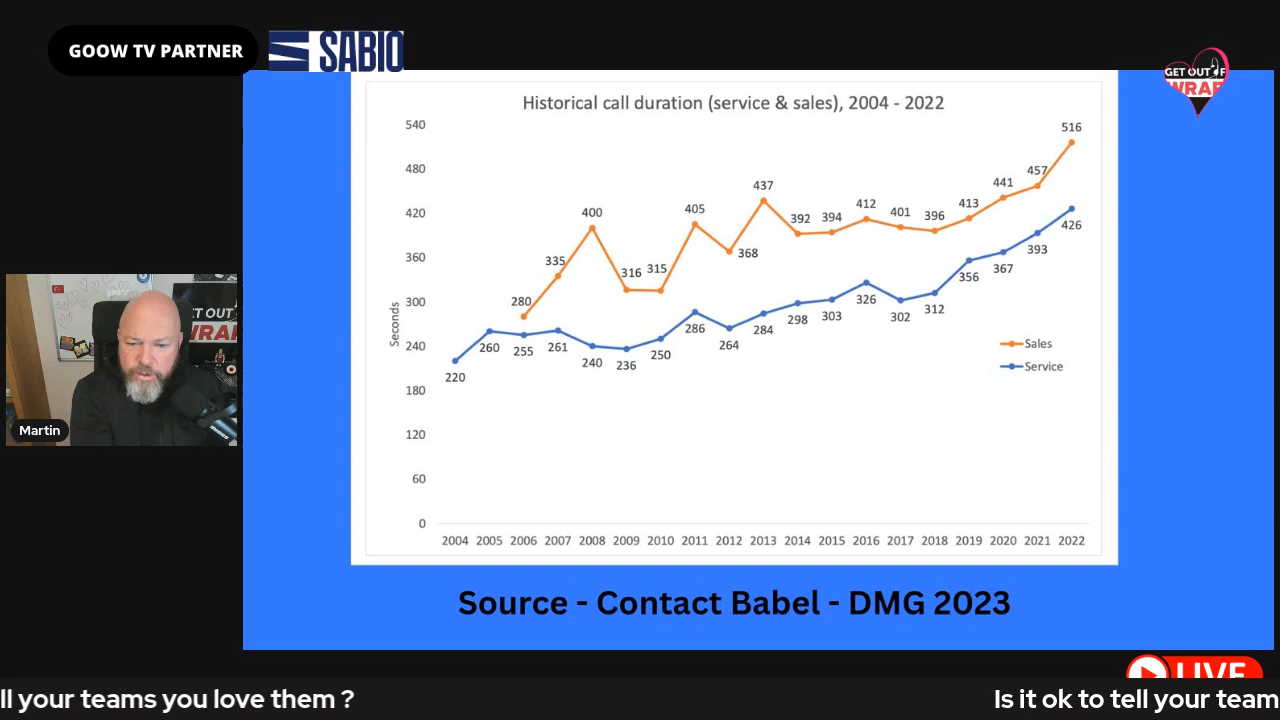 GOOW TV PARTNER
SABIO
GET OUT OF
WRAP
Historical call duration (service & sales), 2004 - 2022
540
480
420
360
300
240
180
120
60
0
Seconds
280
335
400
316
315
405
368
437
392
394
412
401
396
413
441
457
516
220
260
255
261
240
236
250
286
264
284
298
303
326
302
312
356
367
393
426
Sales
Service
2004 2005 2006 2007 2008 2009 2010 2011 2012 2013 2014 2015 2016 2017 2018 2019 2020 2021 2022
Source - Contact Babel - DMG 2023
ET OUT
WRA
Martin
LIVE
ll your teams you love them ?
Is it ok to tell your team